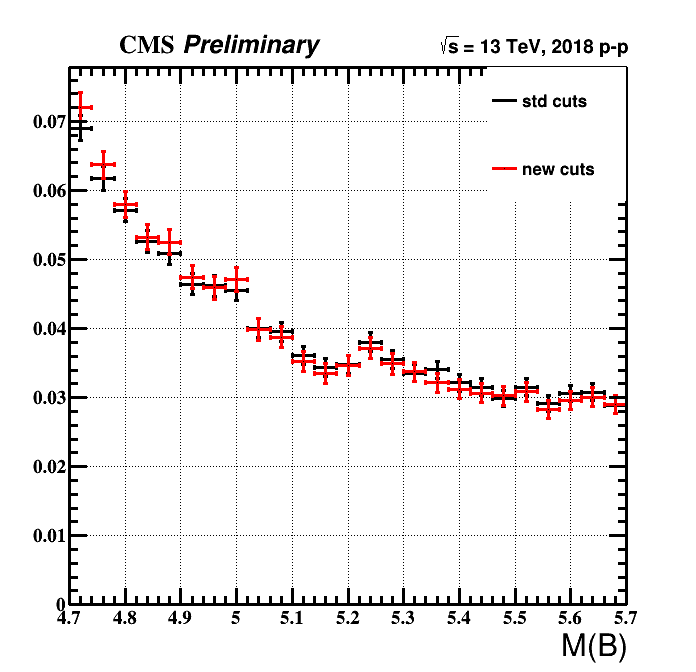 CMS Preliminary
√s = 13 TeV, 2018 p-p
std cuts
new cuts
0.07
0.06
0.05
0.04
0.03
0.02
0.01
0
4.7 4.8 4.9 5 5.1 5.2 5.3 5.4 5.5 5.6 5.7
M(B)